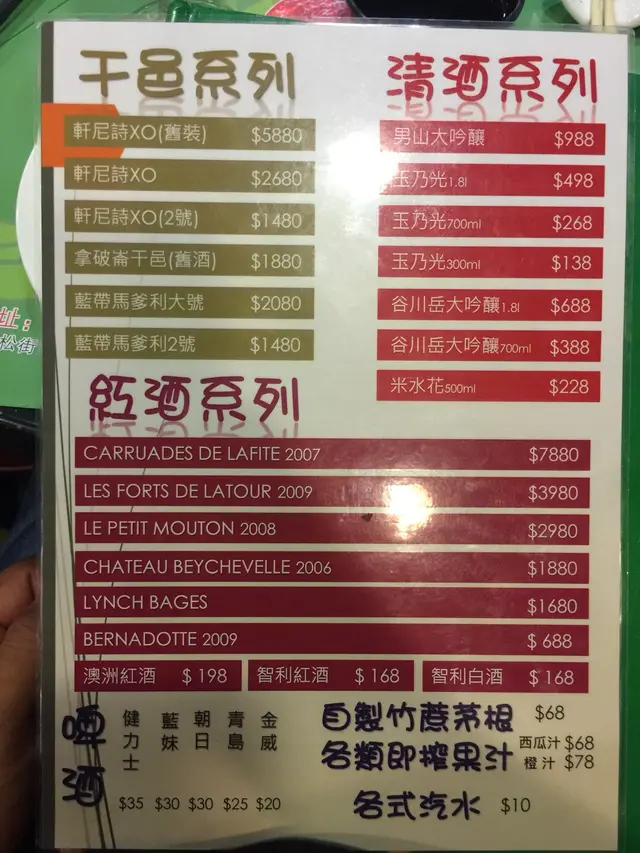 干邑系列
軒尼詩XO(舊裝) $5880
軒尼詩XO $2680
軒尼詩XO(2號) $1480
拿破崙干邑(舊酒) $1880
藍帶馬爹利大號 $2080
藍帶馬爹利2號 $1480
清酒系列
男山大吟釀 $988
玉乃光1.8l $498
玉乃光700ml $268
玉乃光300ml $138
谷川岳大吟釀1.8l $688
谷川岳大吟釀700ml $388
米水花500ml $228
紅酒系列
CARRUADES DE LAFITE 2007 $7880
LES FORTS DE LATOUR 2009 $3980
LE PETIT MOUTON 2008 $2980
CHATEAU BEYCHEVELLE 2006 $1880
LYNCH BAGES $1680
BERNADOTTE 2009 $ 688
澳洲紅酒 $ 198 智利紅酒 $ 168 智利白酒 $ 168
啤酒
健力士 $35
藍妹 $30
朝日 $30
青島 $25
金威 $20
自製竹蔗茅根 $68
各類即搾果汁 西瓜汁 $68
橙汁 $78
各式汽水 $10
址：
松街